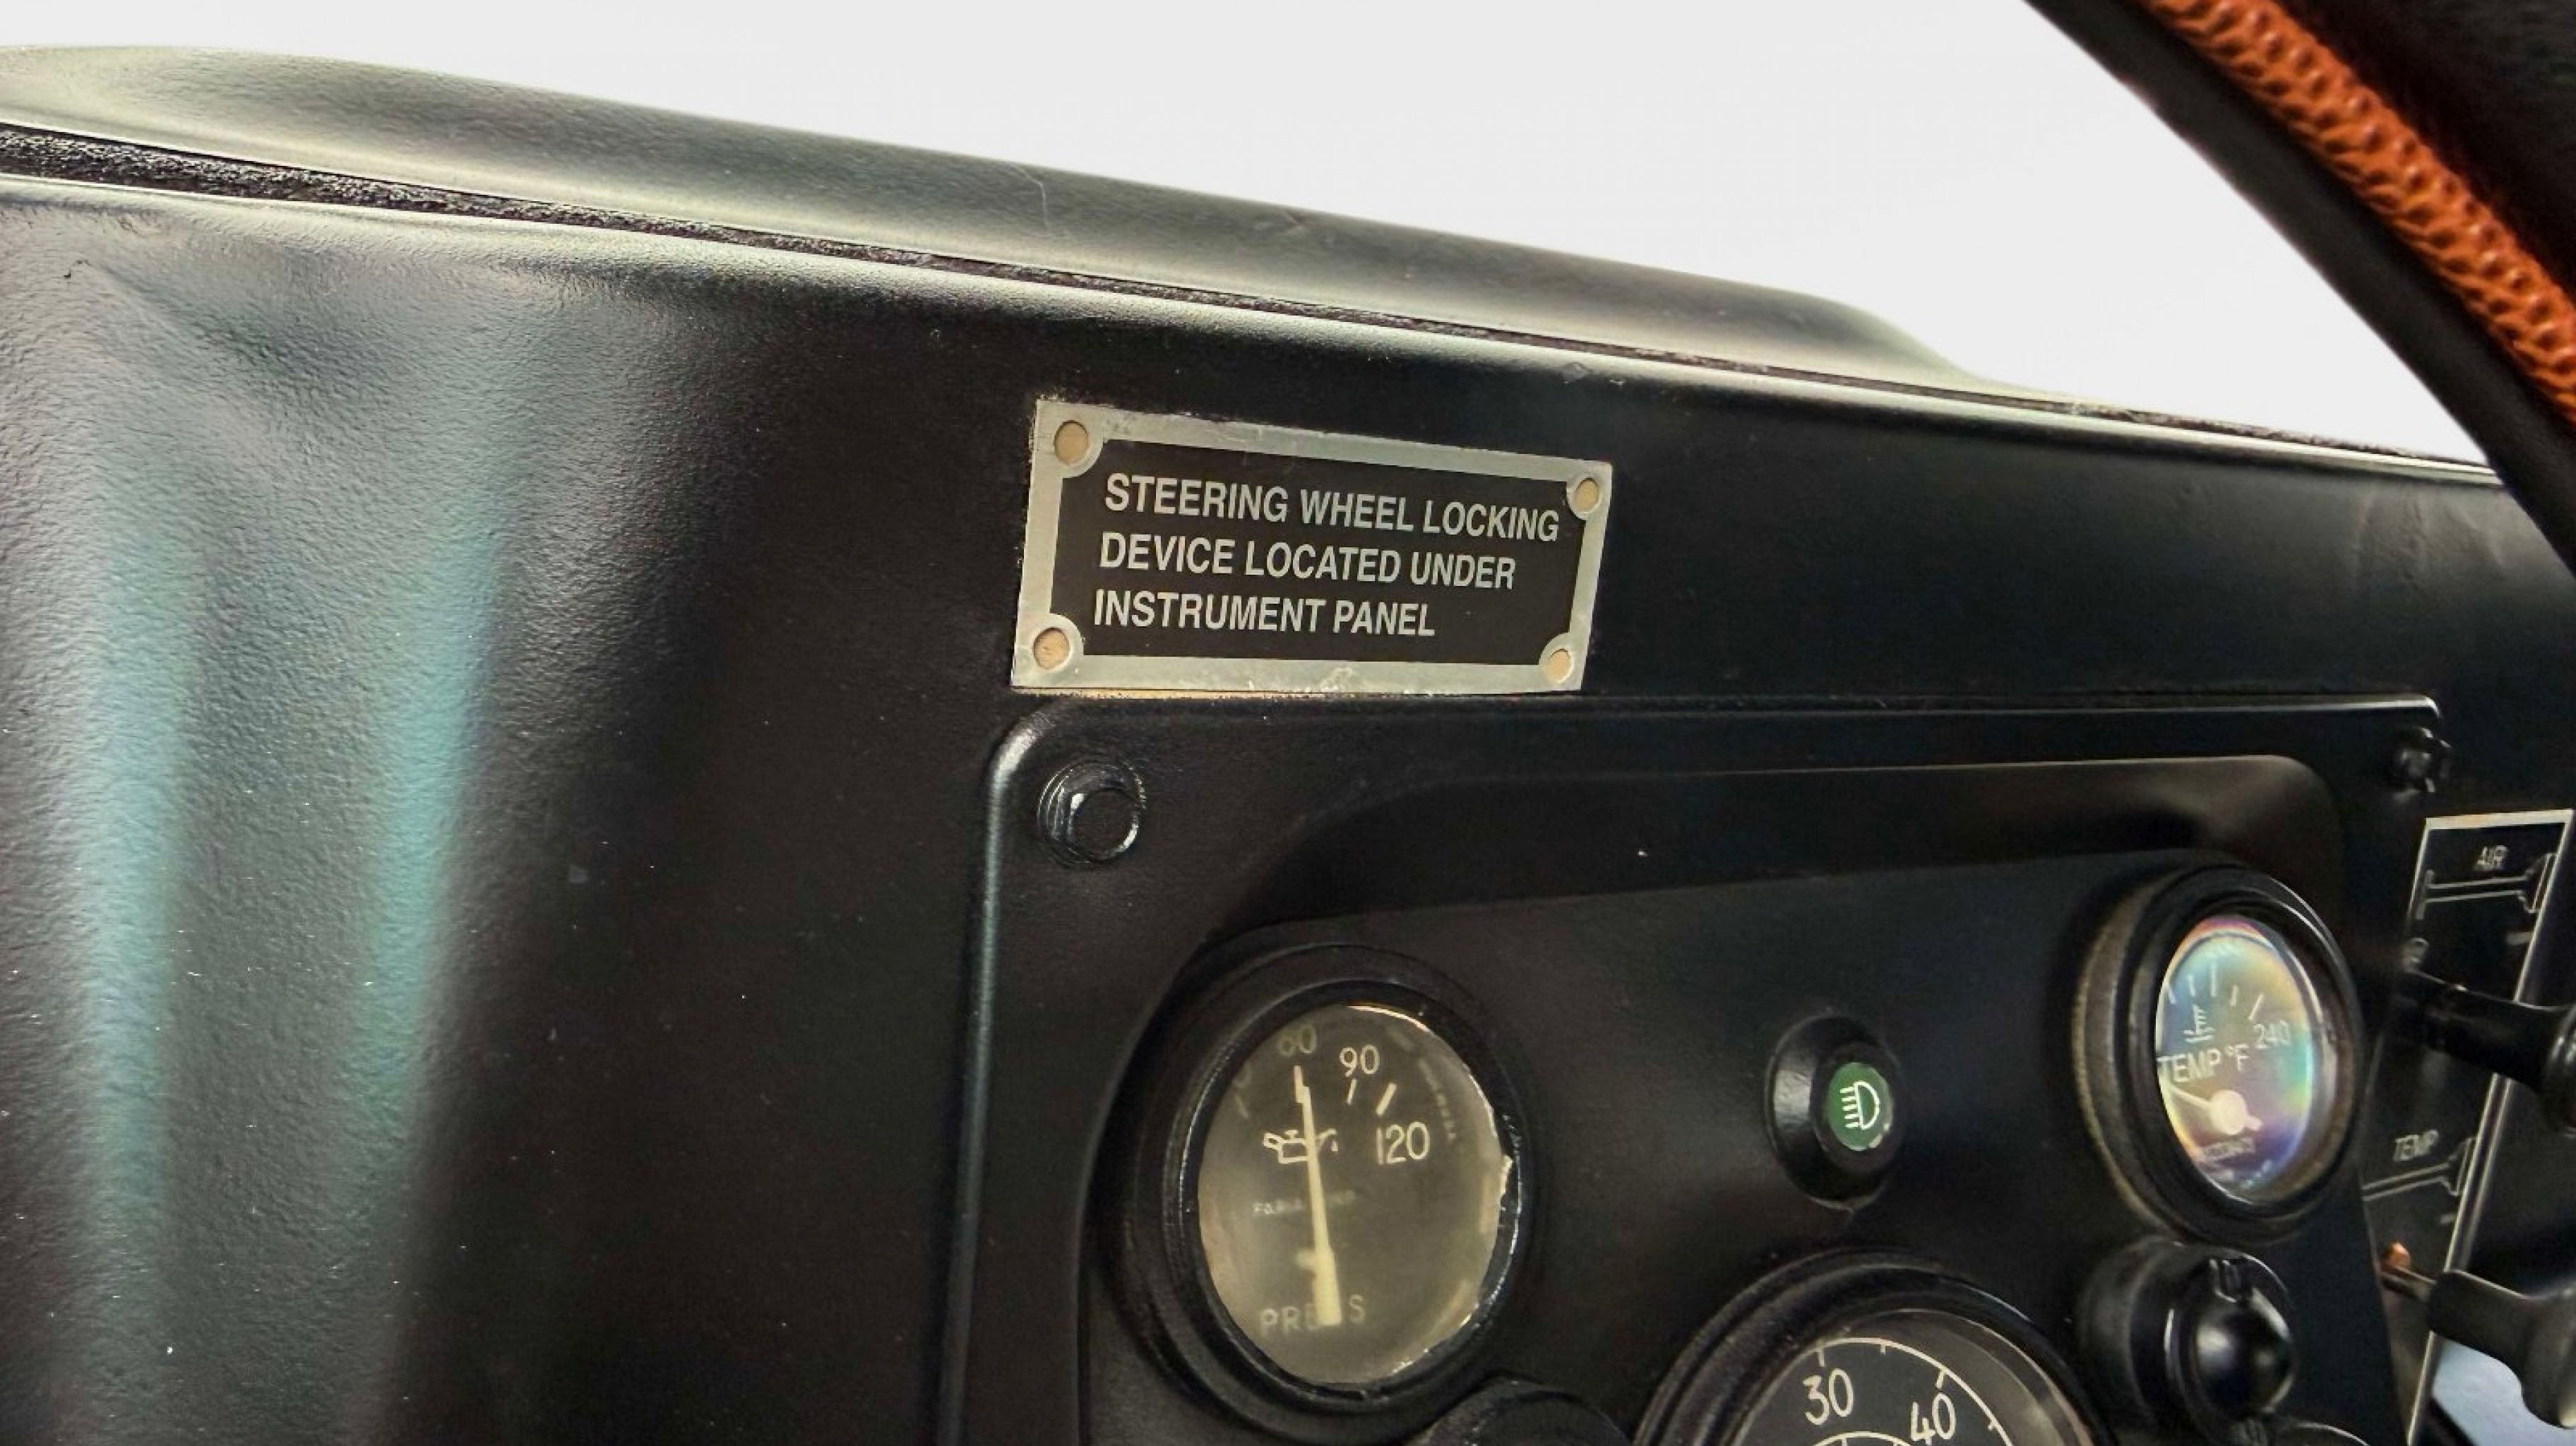 STEERING WHEEL LOCKING
DEVICE LOCATED UNDER
INSTRUMENT PANEL
AIR
60
90
120
PRESS
240
TEMP °F
TEMP
30
40